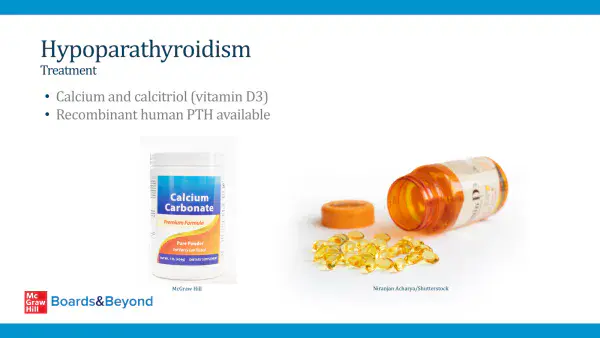 Hypoparathyroidism
Treatment
• Calcium and calcitriol (vitamin D3)
• Recombinant human PTH available
Calcium
Carbonate
Premium Formula
Pure Powder
McGraw Hill
Niranjan Acharya/Shutterstock
Mc
Graw
Hill
Boards&Beyond